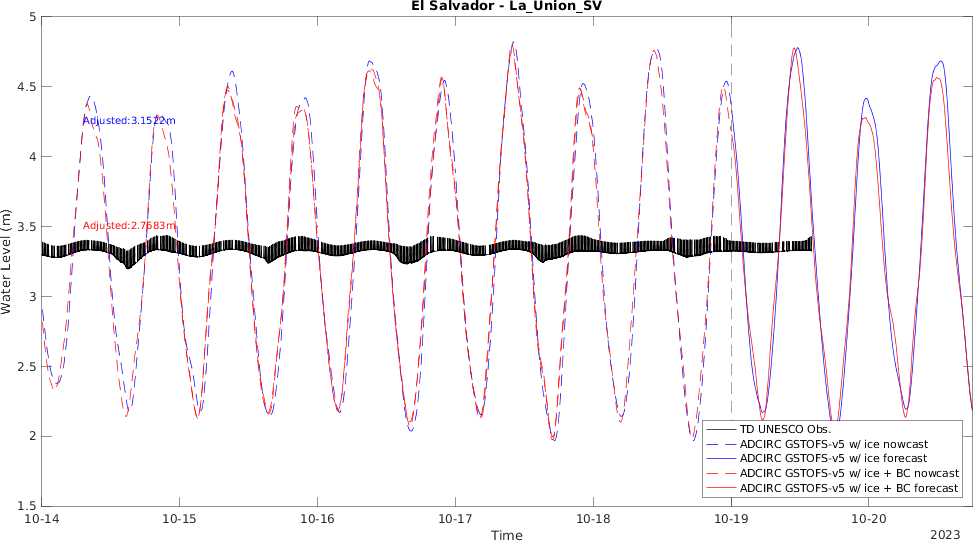 El Salvador - La_Union_SV
5
4.5
4
3.5
3
2.5
2
1.5
Water Level (m)
Adjusted:3.1522m
Adjusted:2.7683m
TD UNESCO Obs.
ADCIRC GSTOFS-v5 w/ ice nowcast
ADCIRC GSTOFS-v5 w/ ice forecast
ADCIRC GSTOFS-v5 w/ ice + BC nowcast
ADCIRC GSTOFS-v5 w/ ice + BC forecast
10-14 10-15 10-16 10-17 10-18 10-19 10-20
Time
2023